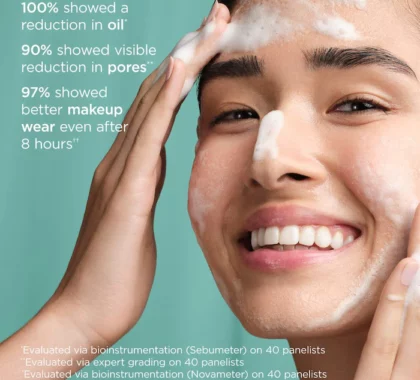 100% showed a
reduction in oil*
90% showed visible
reduction in pores**
97% showed
better makeup
wear even after
8 hours**
*Evaluated via bioinstrumentation (Sebumeter) on 40 panelists
**Evaluated via expert grading on 40 panelists
**Evaluated via bioinstrumentation (Novameter) on 40 panelists